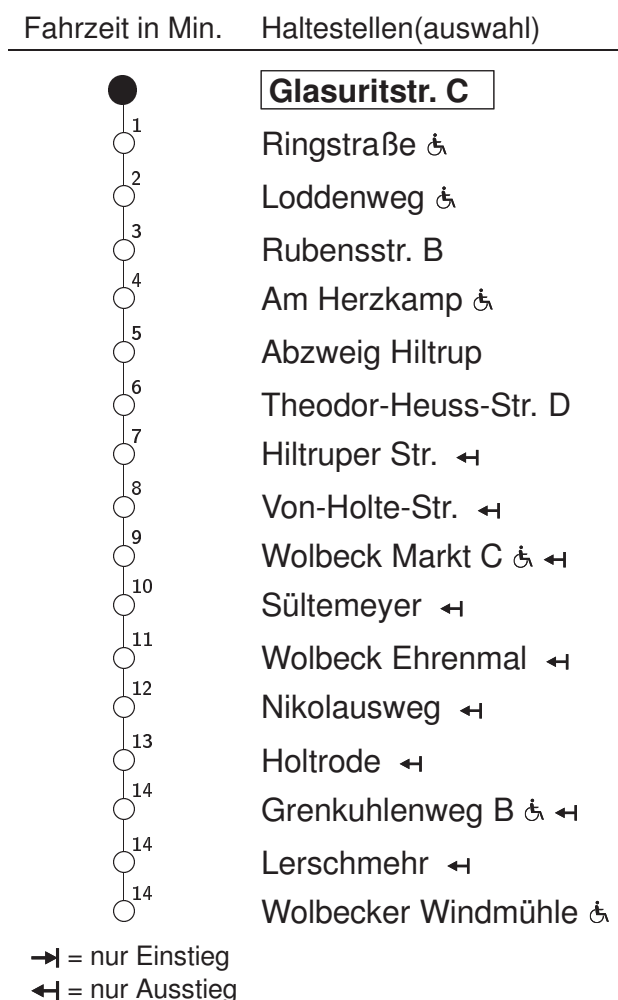 Fahrzeit in Min. Haltestellen(auswahl)
Glasuritstr. C
1 Ringstraße
2 Loddenweg
3 Rubensstr. B
4 Am Herzkamp
5 Abzweig Hiltrup
6 Theodor-Heuss-Str. D
7 Hiltruper Str.
8 Von-Holte-Str.
9 Wolbeck Markt C
10 Sültemeyer
11 Wolbeck Ehrenmal
12 Nikolausweg
13 Holtrode
14 Grenkuhlenweg B
14 Lerschmehr
14 Wolbecker Windmühle
= nur Einstieg
= nur Ausstieg